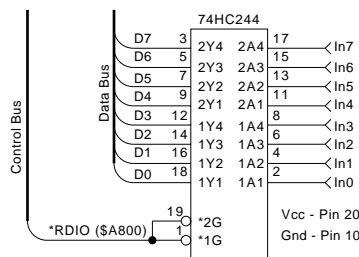 74HC244
D7 3 2Y4 2A4 17 In7
D6 5 2Y3 2A3 15 In6
D5 7 2Y2 2A2 13 In5
D4 9 2Y1 2A1 11 In4
D3 12 1Y4 1A4 8 In3
D2 14 1Y3 1A3 6 In2
D1 16 1Y2 1A2 4 In1
D0 18 1Y1 1A1 2 In0
Control Bus
Data Bus
19 *2G
*RDIO ($A800) 1 *1G
Vcc - Pin 20
Gnd - Pin 10